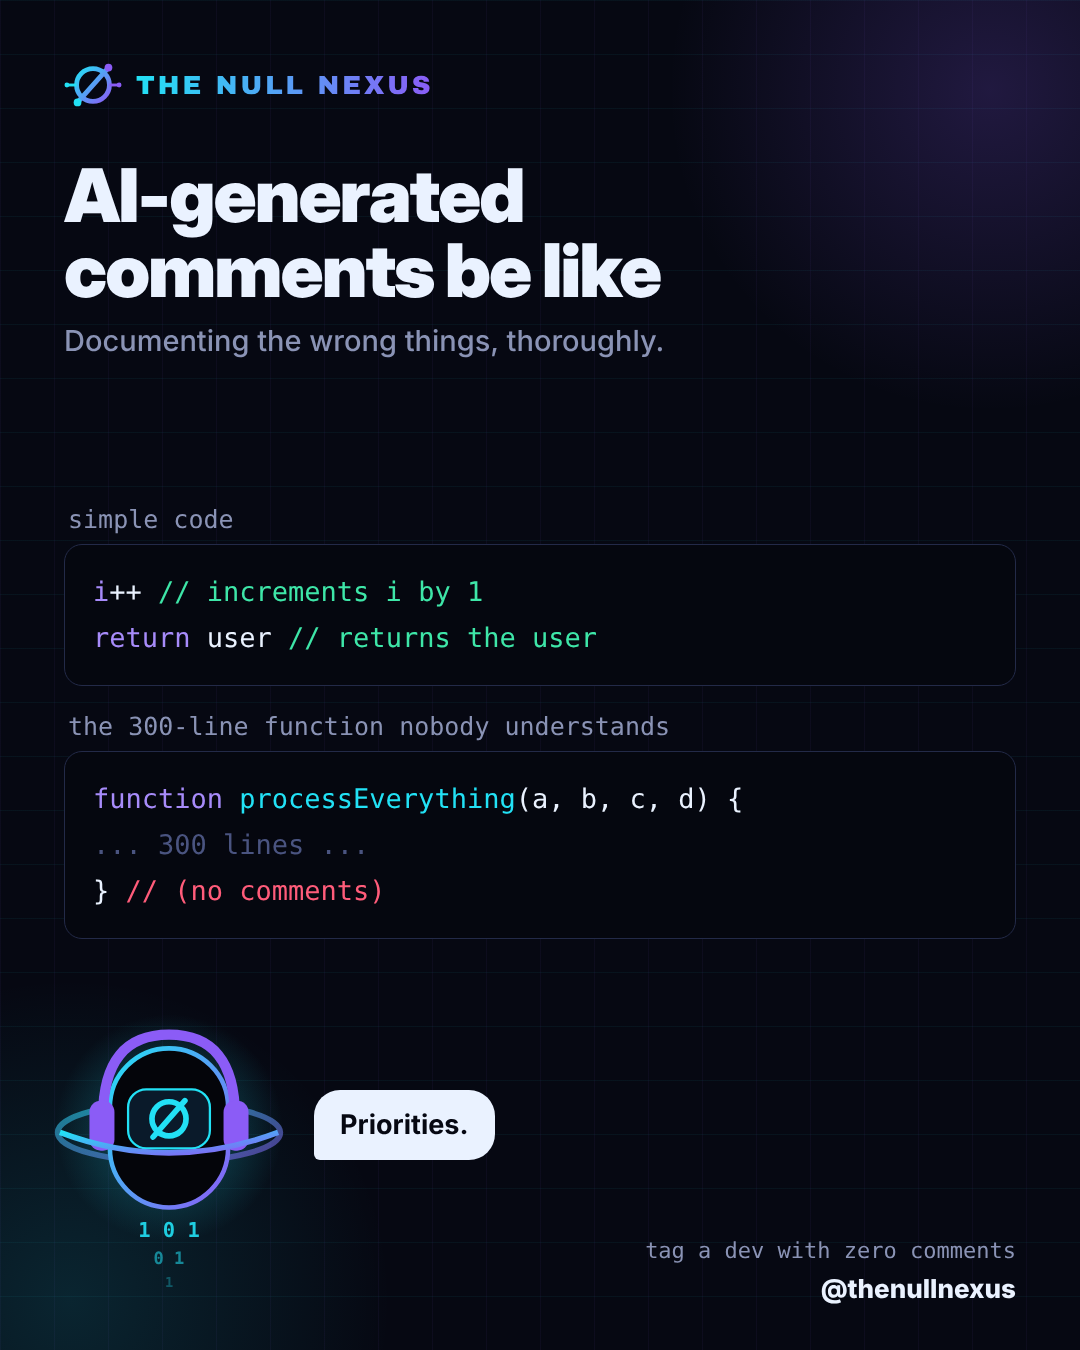 THE NULL NEXUS
AI-generated
comments be like
Documenting the wrong things, thoroughly.
simple code
i++ // increments i by 1
return user // returns the user
the 300-line function nobody understands
function processEverything(a, b, c, d) {
... 300 lines ...
} // (no comments)
Priorities.
1 0 1
0 1
1
tag a dev with zero comments
@thenullnexus